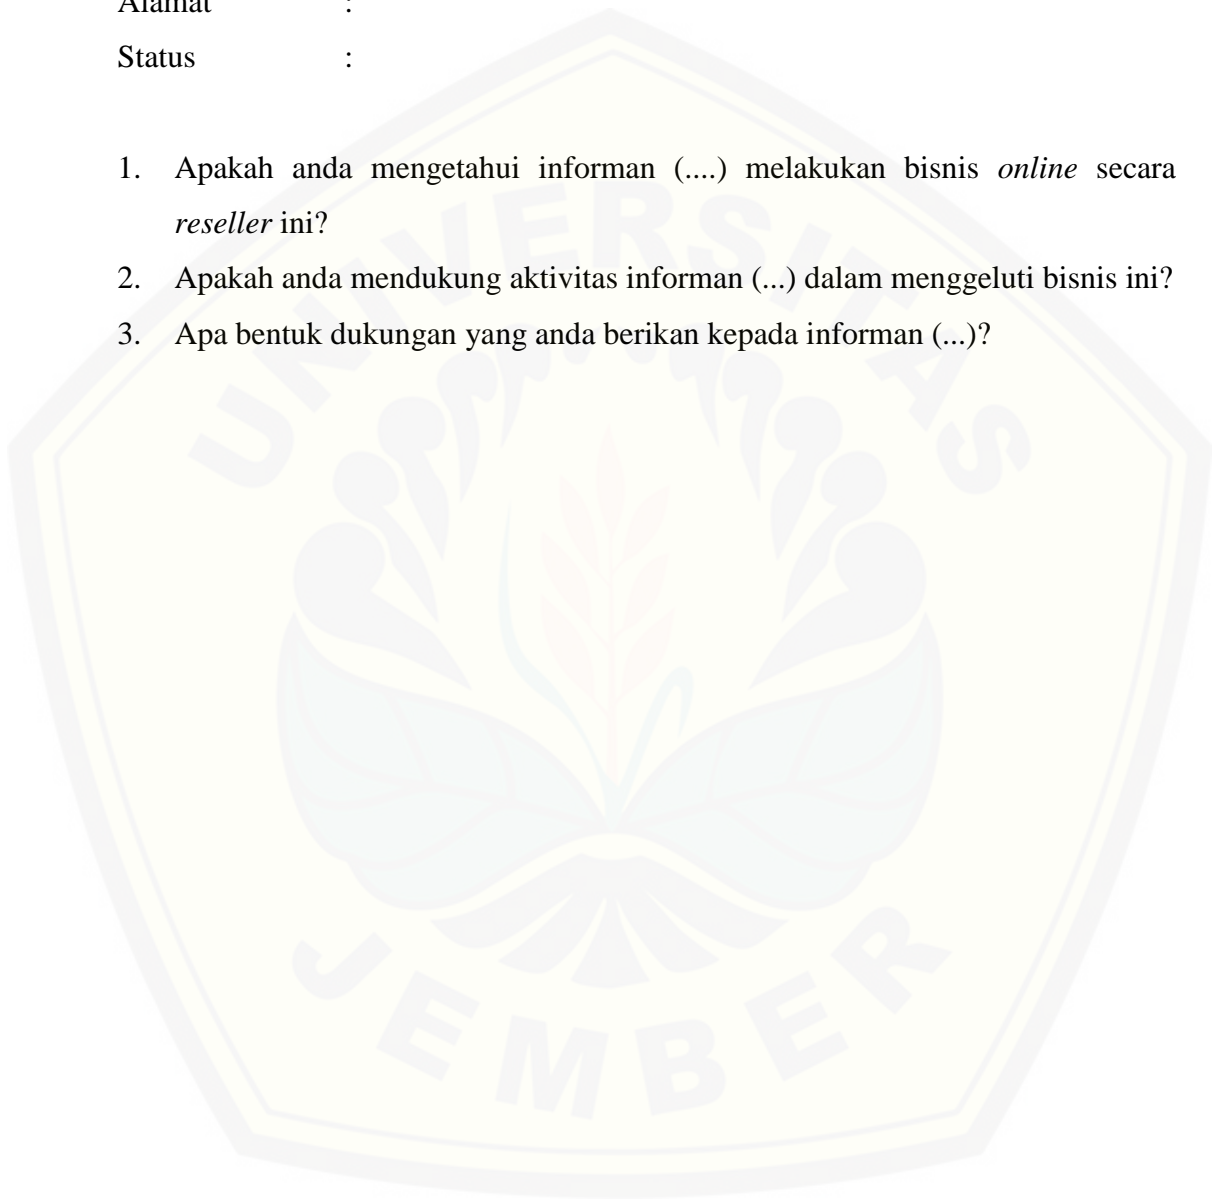 Alamat :
Status :
1. Apakah anda mengetahui informan (....) melakukan bisnis online secara
reseller ini?
2. Apakah anda mendukung aktivitas informan (...) dalam menggeluti bisnis ini?
3. Apa bentuk dukungan yang anda berikan kepada informan (...)?
UNIVERSITAS
JEMBER